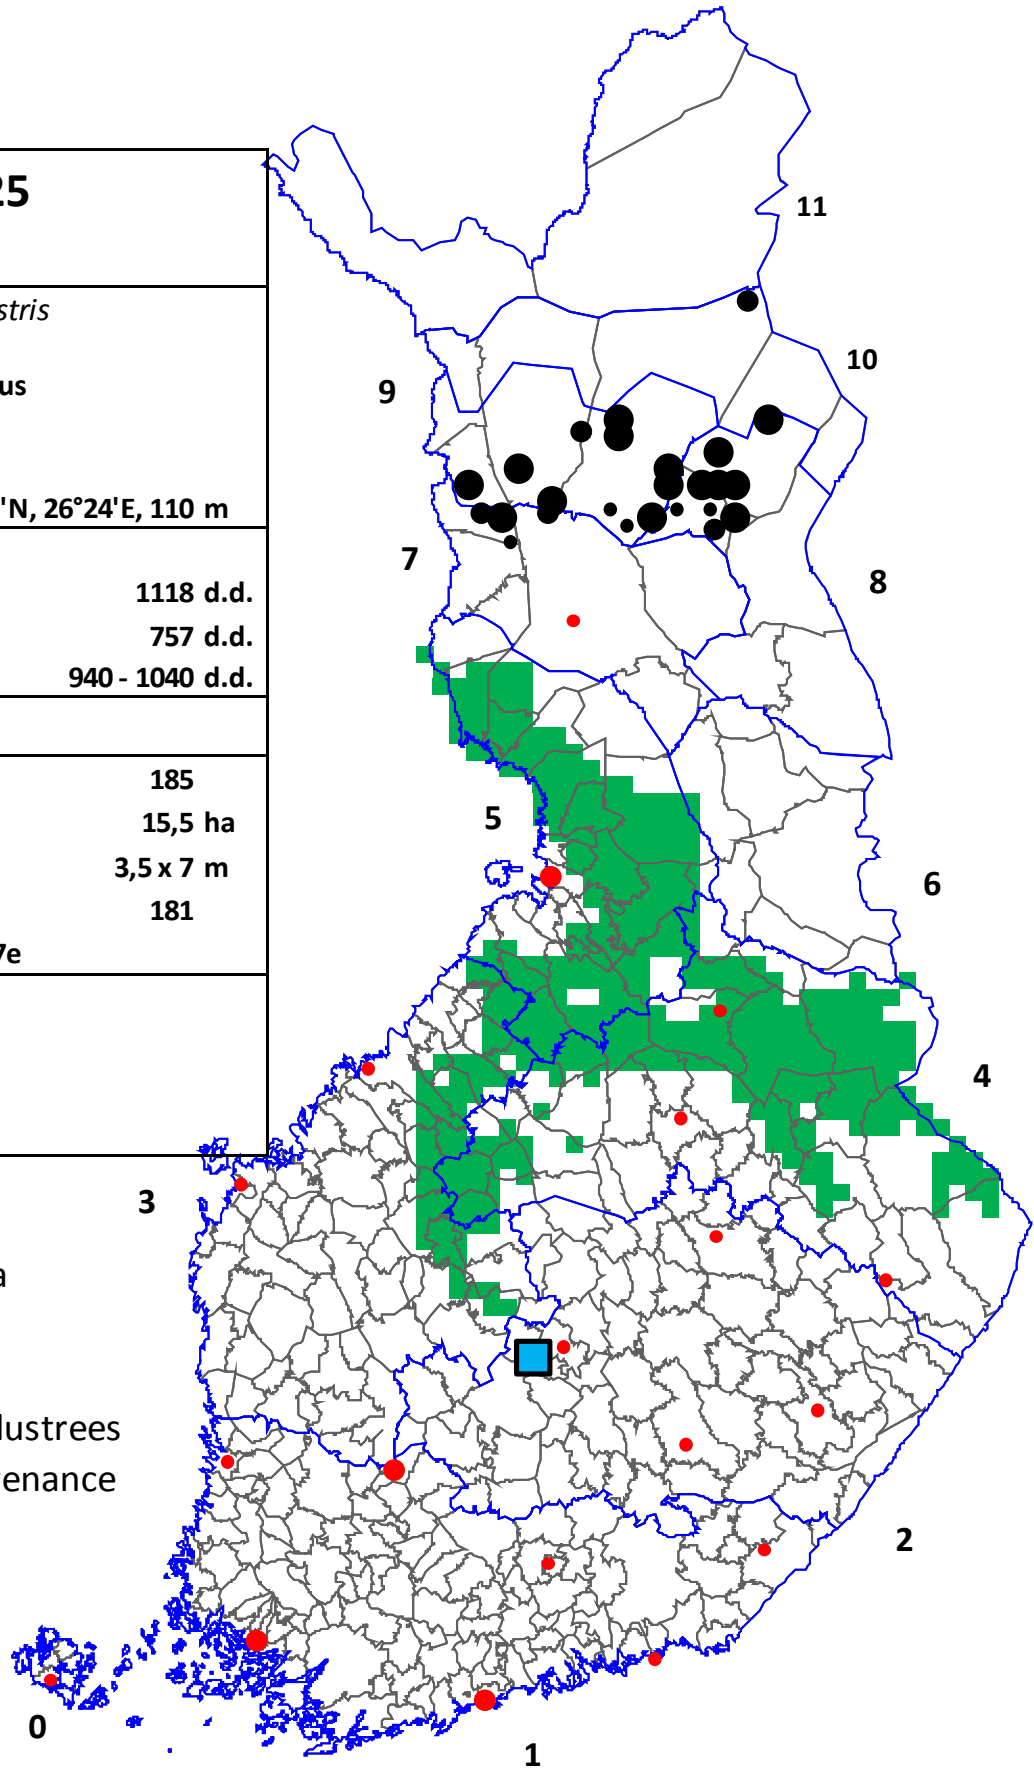 25
stris
us
'N, 26°24'E, 110 m
1118 d.d.
757 d.d.
940 - 1040 d.d.
185
15,5 ha
3,5 x 7 m
181
7e
a
lustrees
enance
11
10
9
8
7
6
5
4
3
2
1
0